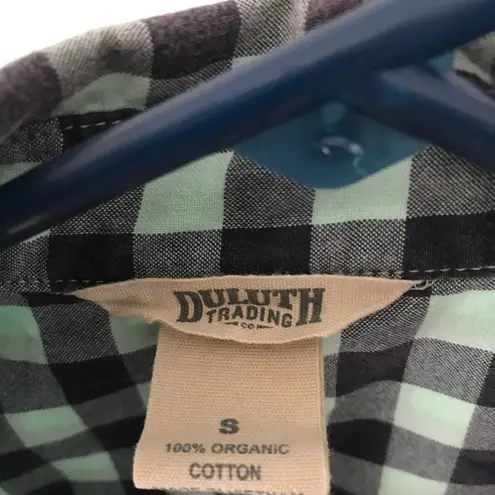 DULUTH
TRADING
CO
S
100% ORGANIC
COTTON